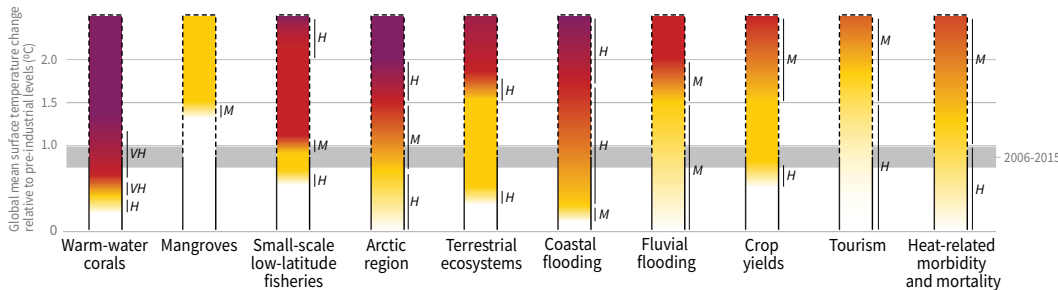 Global mean surface temperature change
relative to pre-industrial levels (ºC)
2.0
1.5
1.0
0
2006-2015
VH
VH
H
M
H
M
H
H
M
H
H
H
H
H
M
M
M
M
H
M
H
M
H
Warm-water
corals
Mangroves
Small-scale
low-latitude
fisheries
Arctic
region
Terrestrial
ecosystems
Coastal
flooding
Fluvial
flooding
Crop
yields
Tourism
Heat-related
morbidity
and mortality